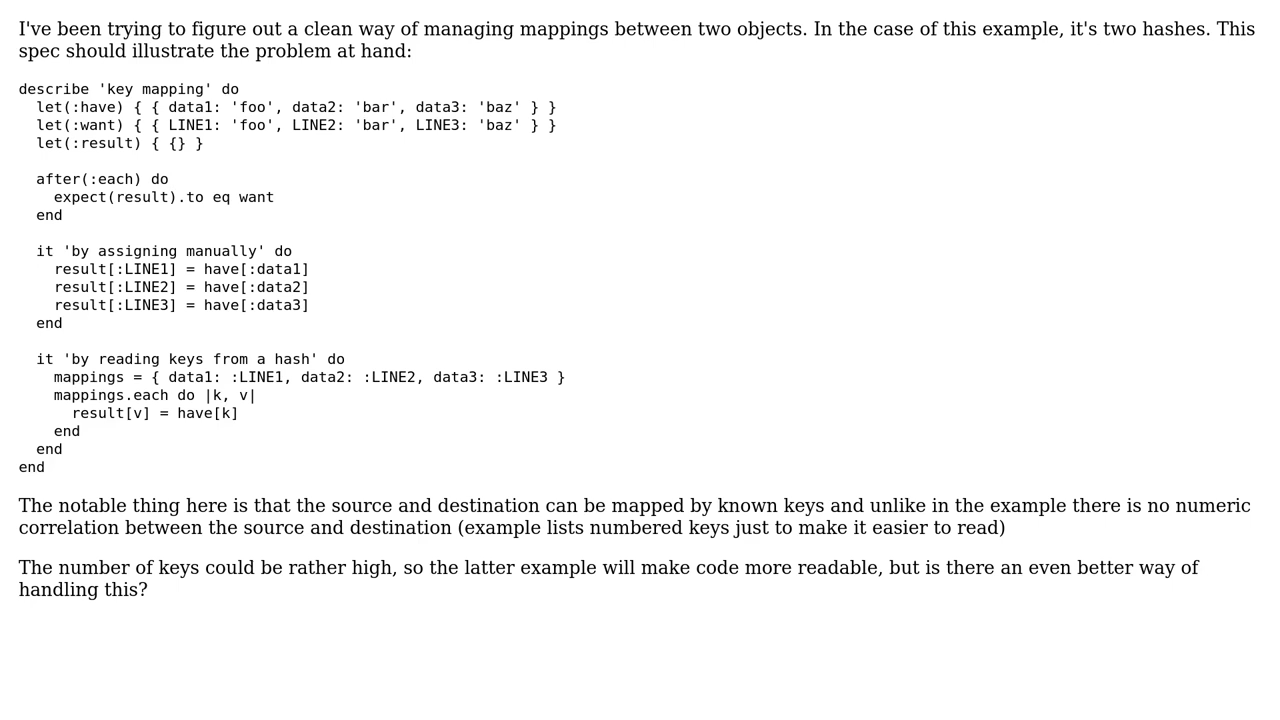 I've been trying to figure out a clean way of managing mappings between two objects. In the case of this example, it's two hashes. This
spec should illustrate the problem at hand:
describe 'key mapping' do
  let(:have) { { data1: 'foo', data2: 'bar', data3: 'baz' } }
  let(:want) { { LINE1: 'foo', LINE2: 'bar', LINE3: 'baz' } }
  let(:result) { {} }

  after(:each) do
    expect(result).to eq want
  end

  it 'by assigning manually' do
    result[:LINE1] = have[:data1]
    result[:LINE2] = have[:data2]
    result[:LINE3] = have[:data3]
  end

  it 'by reading keys from a hash' do
    mappings = { data1: :LINE1, data2: :LINE2, data3: :LINE3 }
    mappings.each do |k, v|
      result[v] = have[k]
    end
  end
end
The notable thing here is that the source and destination can be mapped by known keys and unlike in the example there is no numeric
correlation between the source and destination (example lists numbered keys just to make it easier to read)
The number of keys could be rather high, so the latter example will make code more readable, but is there an even better way of
handling this?